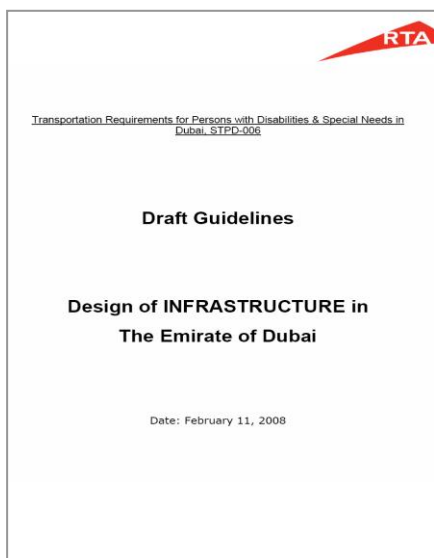 RTA
Transportation Requirements for Persons with Disabilities & Special Needs in
Dubai, STPD-006
Draft Guidelines
Design of INFRASTRUCTURE in
The Emirate of Dubai
Date: February 11, 2008